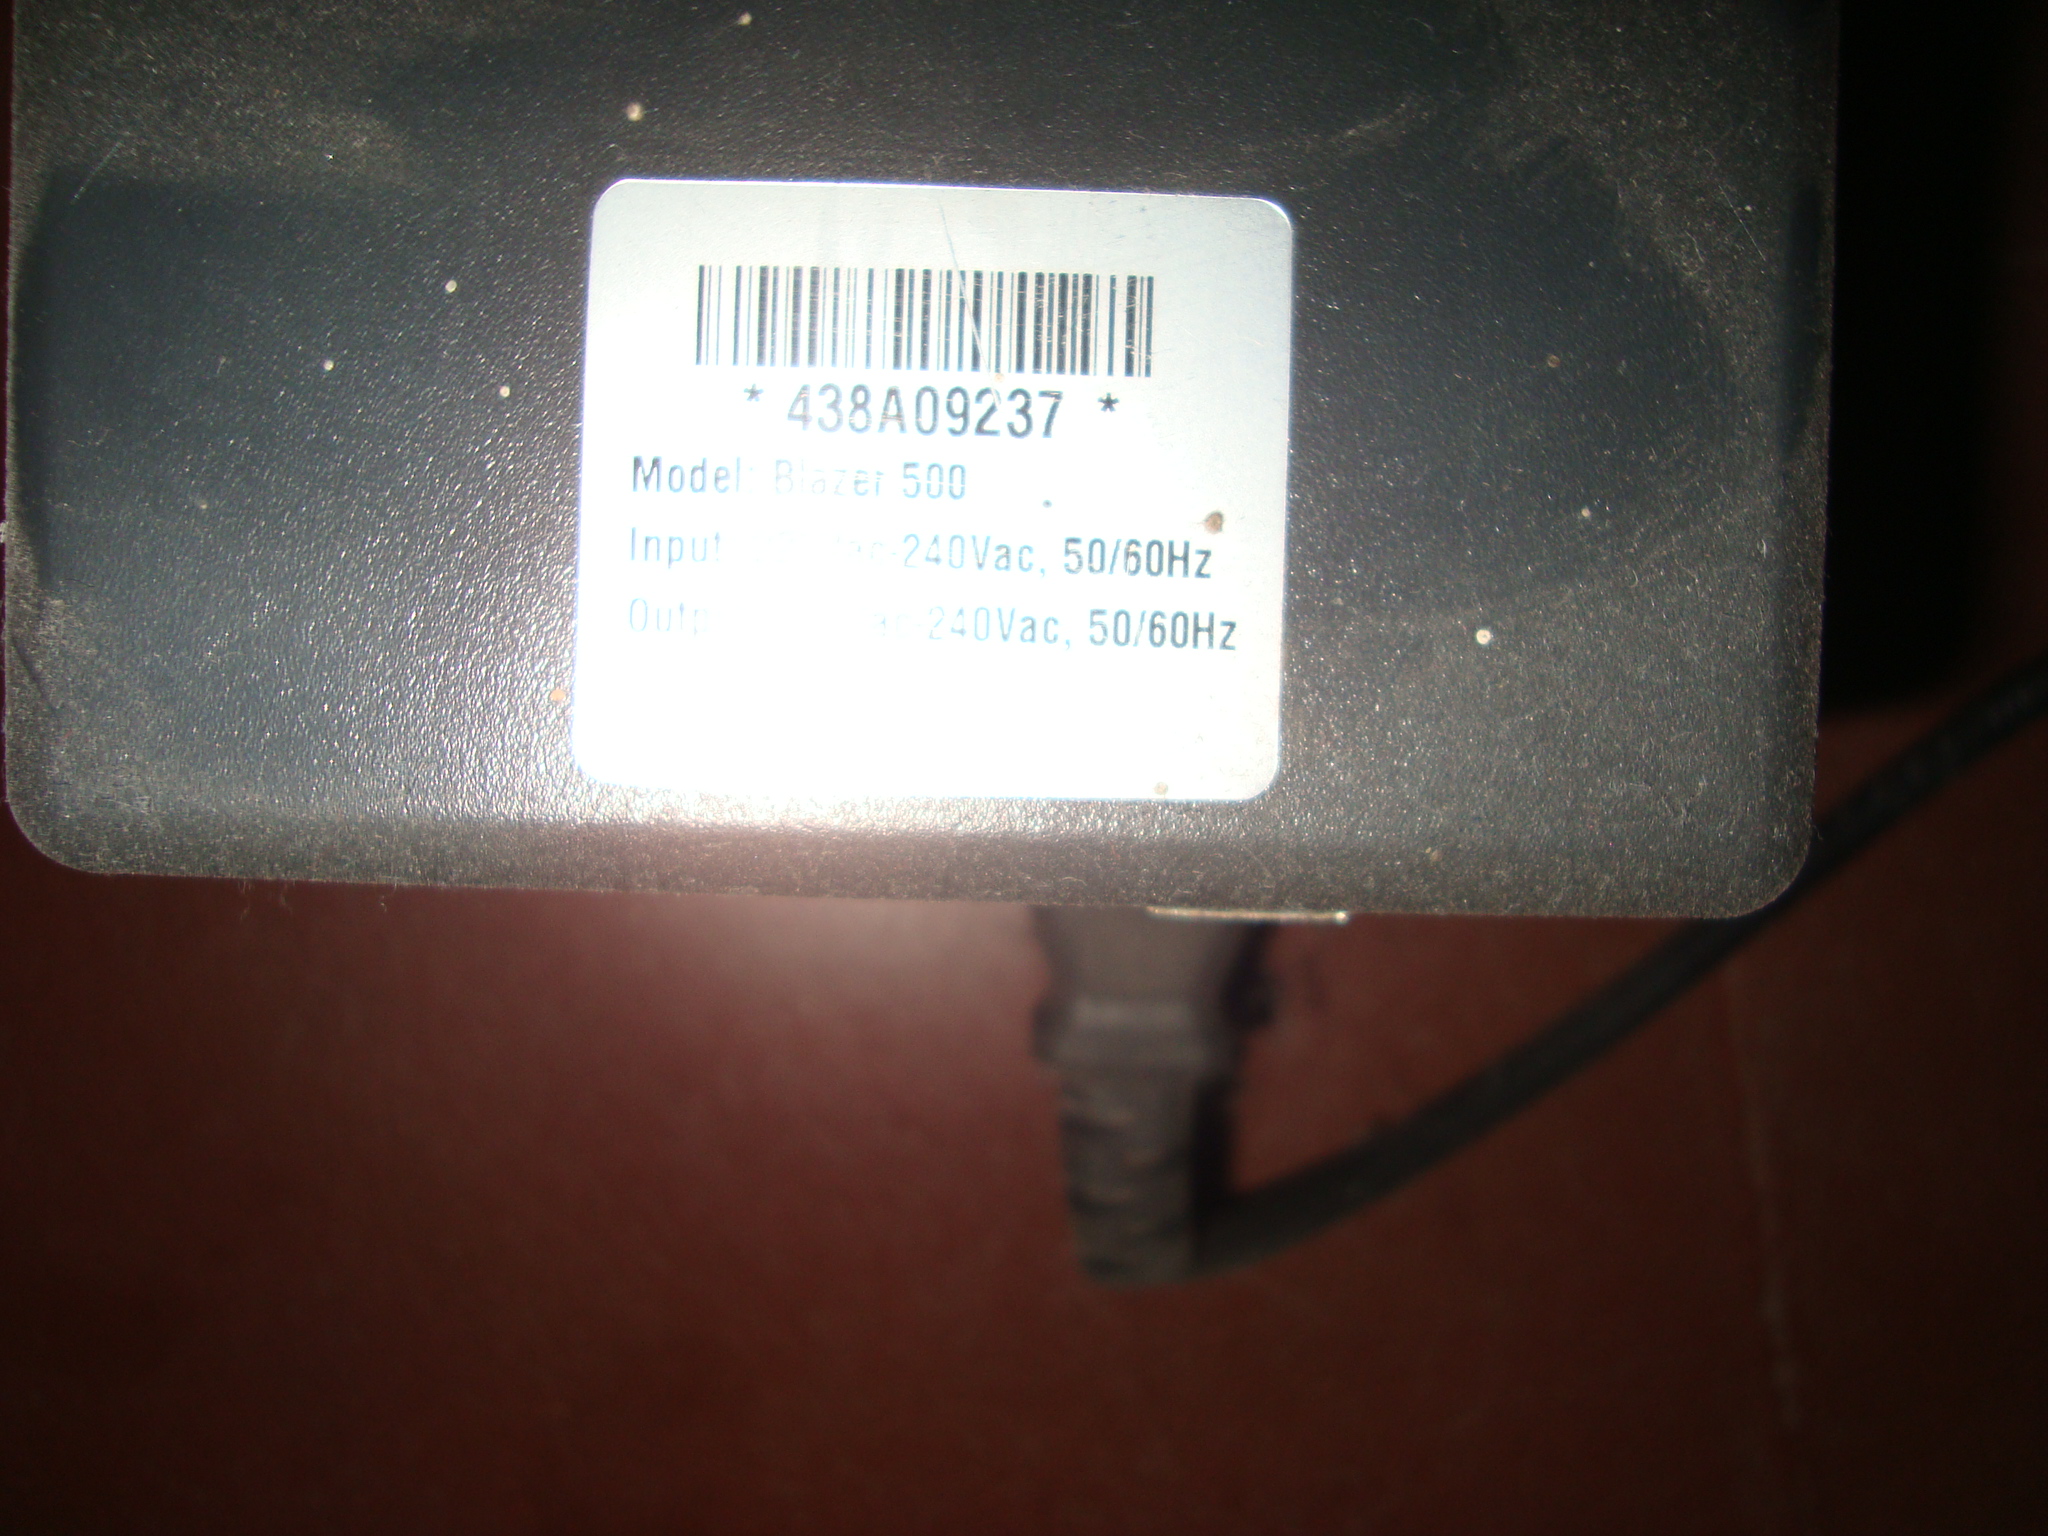 * 438A09237 *
Model: Blazer 500
Input 240Vac, 50/60Hz
240Vac, 50/60Hz